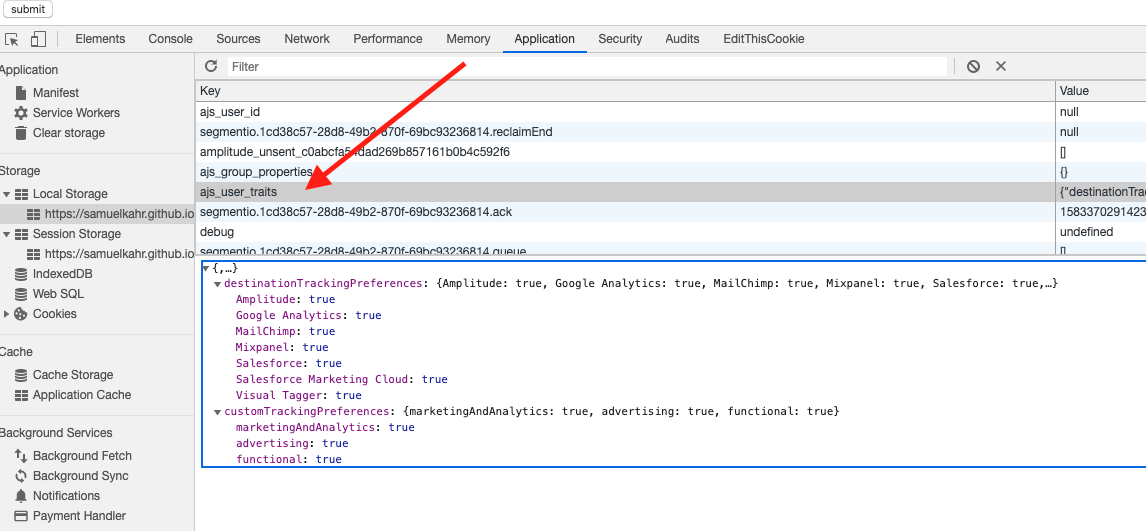 submit
Elements Console Sources Network Performance Memory Application Security Audits EditThisCookie
Application
Manifest
Service Workers
Clear storage
Storage
Local Storage
https://samuelkahr.github.io
Session Storage
https://samuelkahr.github.io
IndexedDB
Web SQL
Cookies
Cache
Cache Storage
Application Cache
Background Services
Background Fetch
Background Sync
Notifications
Payment Handler
Filter
Key Value
ajs_user_id null
segmentio.1cd38c57-28d8-49b2-870f-69bc93236814.reclaimEnd null
amplitude_unsent_c0abcfa54dad269b857161b0b4c592f6 []
ajs_group_properties {}
ajs_user_traits {"destinationTra
segmentio.1cd38c57-28d8-49b2-870f-69bc93236814.ack 1583370291423
debug undefined
segmentio.1cd38c57-28d8-49b2-870f-69bc93236814.queue []
{,…}
destinationTrackingPreferences: {Amplitude: true, Google Analytics: true, MailChimp: true, Mixpanel: true, Salesforce: true,…}
Amplitude: true
Google Analytics: true
MailChimp: true
Mixpanel: true
Salesforce: true
Salesforce Marketing Cloud: true
Visual Tagger: true
customTrackingPreferences: {marketingAndAnalytics: true, advertising: true, functional: true}
marketingAndAnalytics: true
advertising: true
functional: true